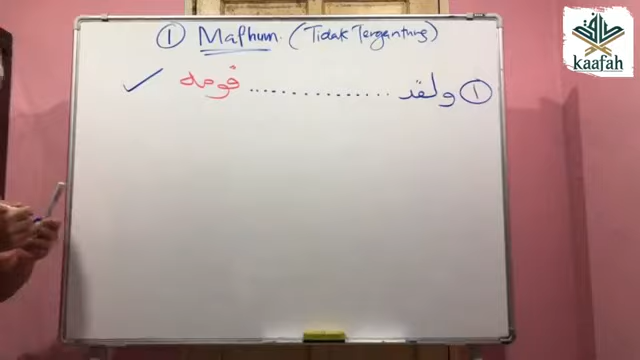 ① Mafhum. (Tidak Tergantung)
① ولقد .................. قومه ✓
kaafah